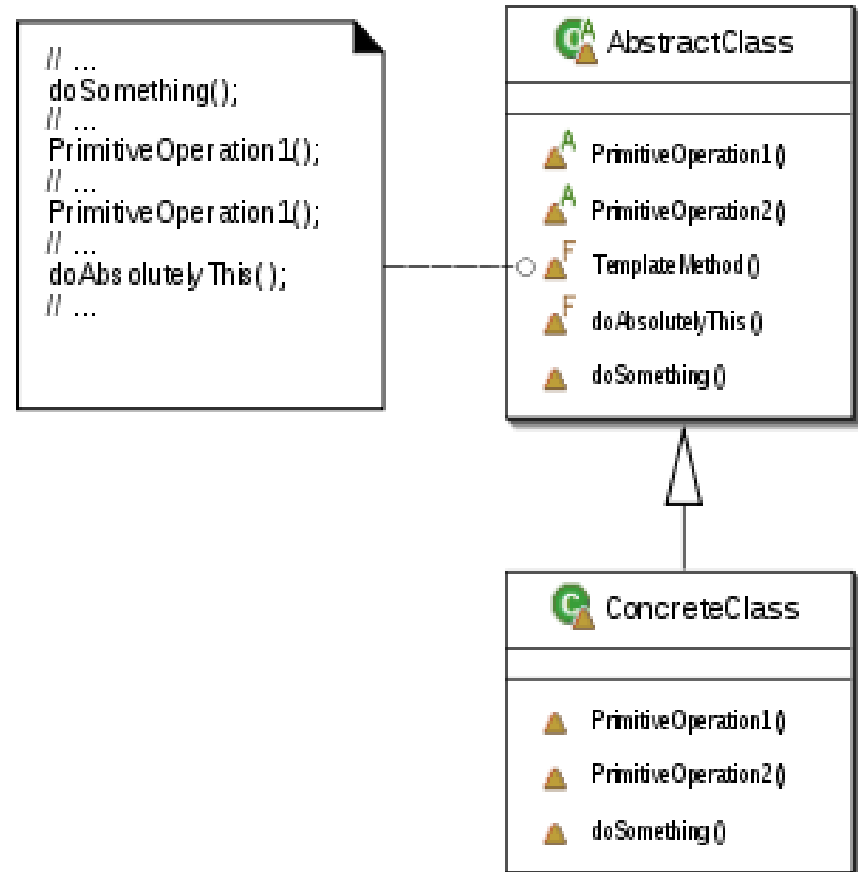 // ...
doSomething();
// ...
PrimitiveOperation1();
// ...
PrimitiveOperation1();
// ...
doAbsolutelyThis();
// ...
C A AbstractClass
A PrimitiveOperation1()
A PrimitiveOperation2()
F TemplateMethod()
F doAbsolutelyThis()
doSomething()
C ConcreteClass
PrimitiveOperation1()
PrimitiveOperation2()
doSomething()